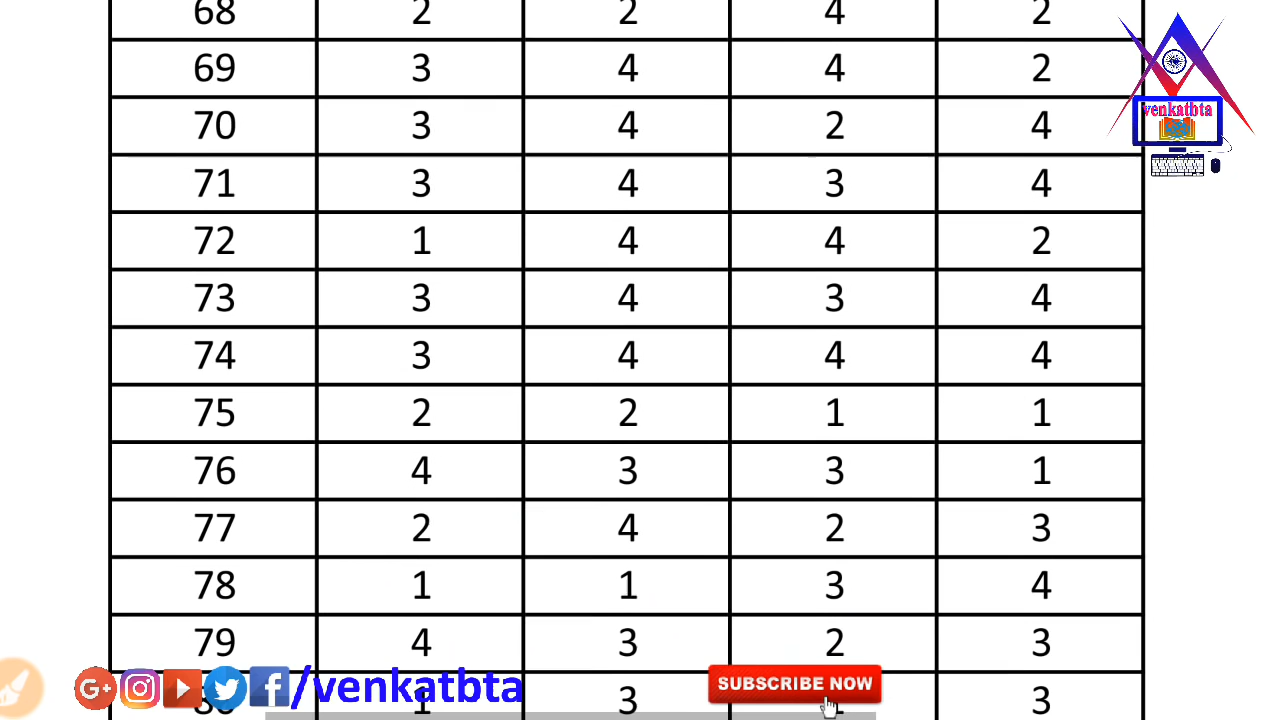 68 2 2 4 2
69 3 4 4 2
70 3 4 2 4
71 3 4 3 4
72 1 4 4 2
73 3 4 3 4
74 3 4 4 4
75 2 2 1 1
76 4 3 3 1
77 2 4 2 3
78 1 1 3 4
79 4 3 2 3
80 1 3 3
venkatbta
/venkatbta
SUBSCRIBE NOW